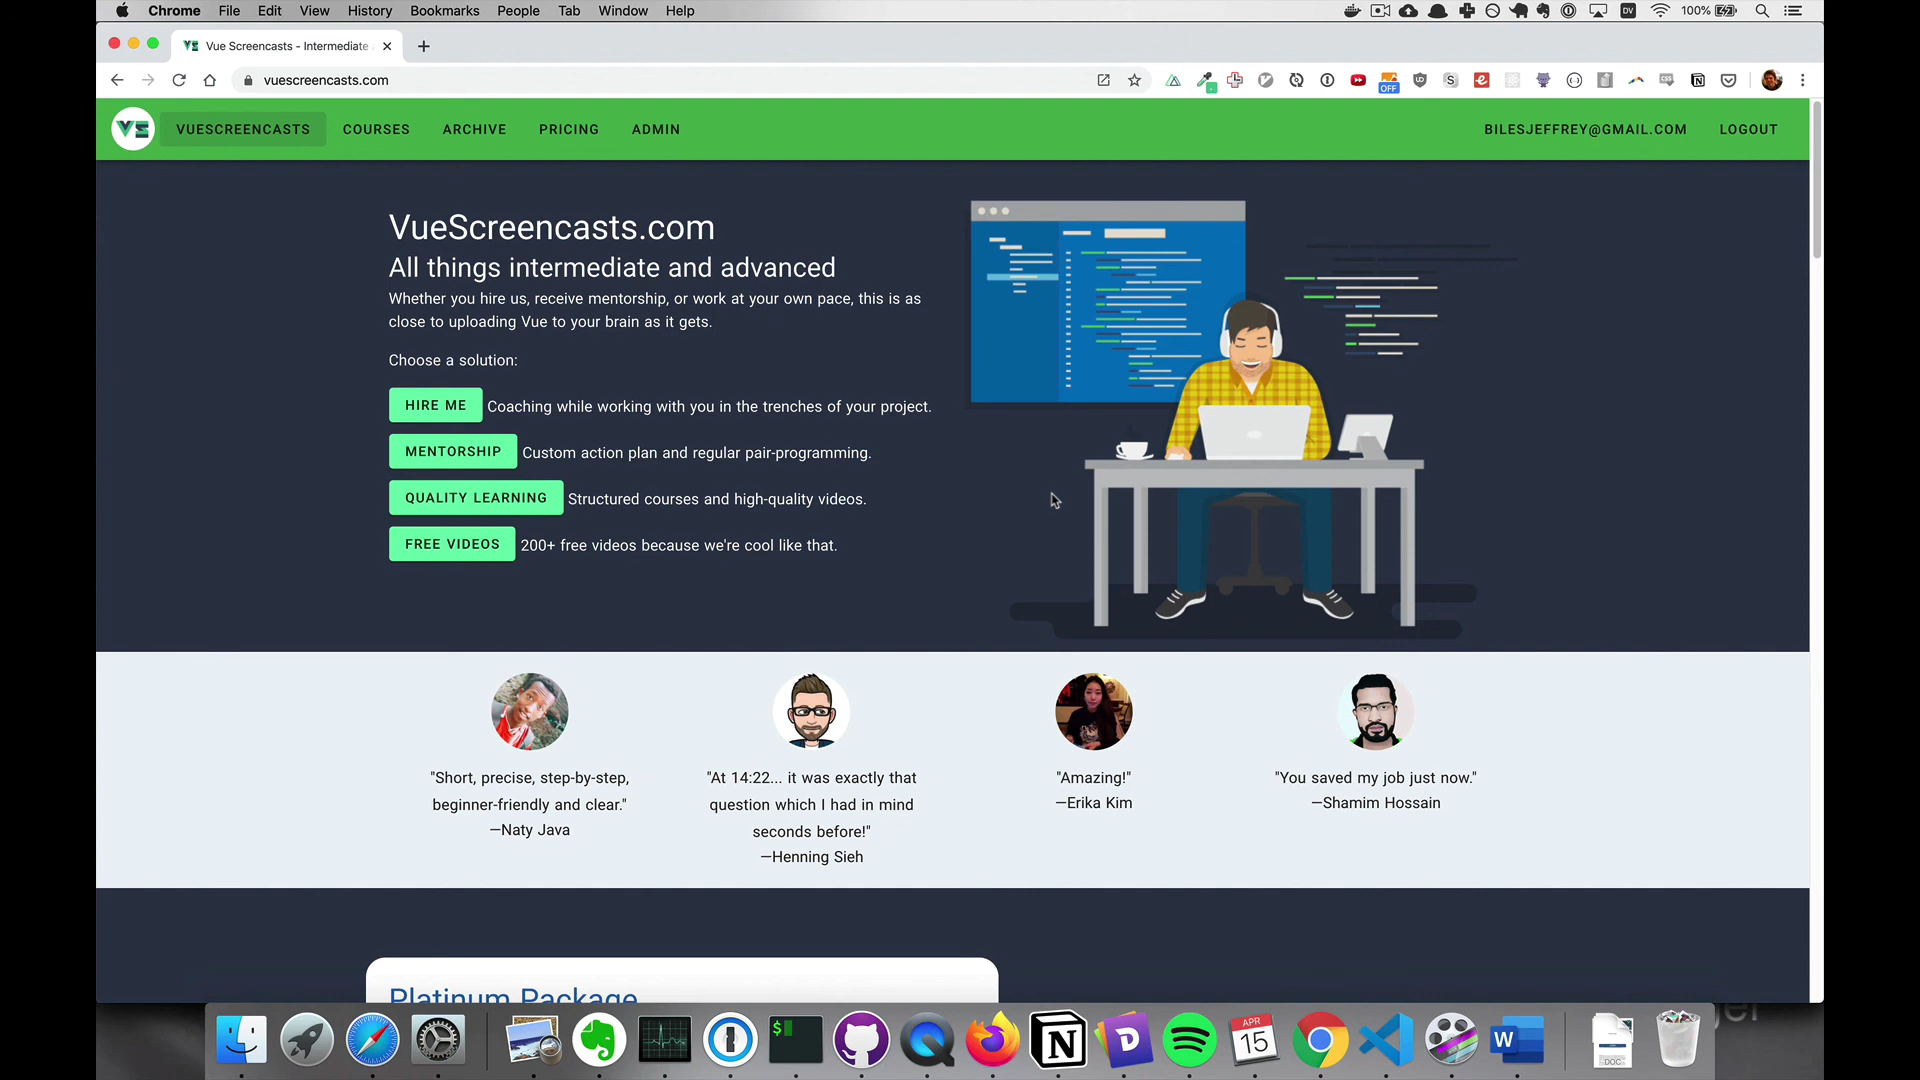 Chrome File Edit View History Bookmarks People Tab Window Help
100%
Vue Screencasts - Intermediate
vuescreencasts.com
OFF
VUESCREENCASTS COURSES ARCHIVE PRICING ADMIN BILESJEFFREY@GMAIL.COM LOGOUT
VueScreencasts.com
All things intermediate and advanced
Whether you hire us, receive mentorship, or work at your own pace, this is as
close to uploading Vue to your brain as it gets.
Choose a solution:
HIRE ME Coaching while working with you in the trenches of your project.
MENTORSHIP Custom action plan and regular pair-programming.
QUALITY LEARNING Structured courses and high-quality videos.
FREE VIDEOS 200+ free videos because we're cool like that.
"Short, precise, step-by-step,
beginner-friendly and clear."
—Naty Java
"At 14:22... it was exactly that
question which I had in mind
seconds before!"
—Henning Sieh
"Amazing!"
—Erika Kim
"You saved my job just now."
—Shamim Hossain
Platinum Package
APR
15
DOC